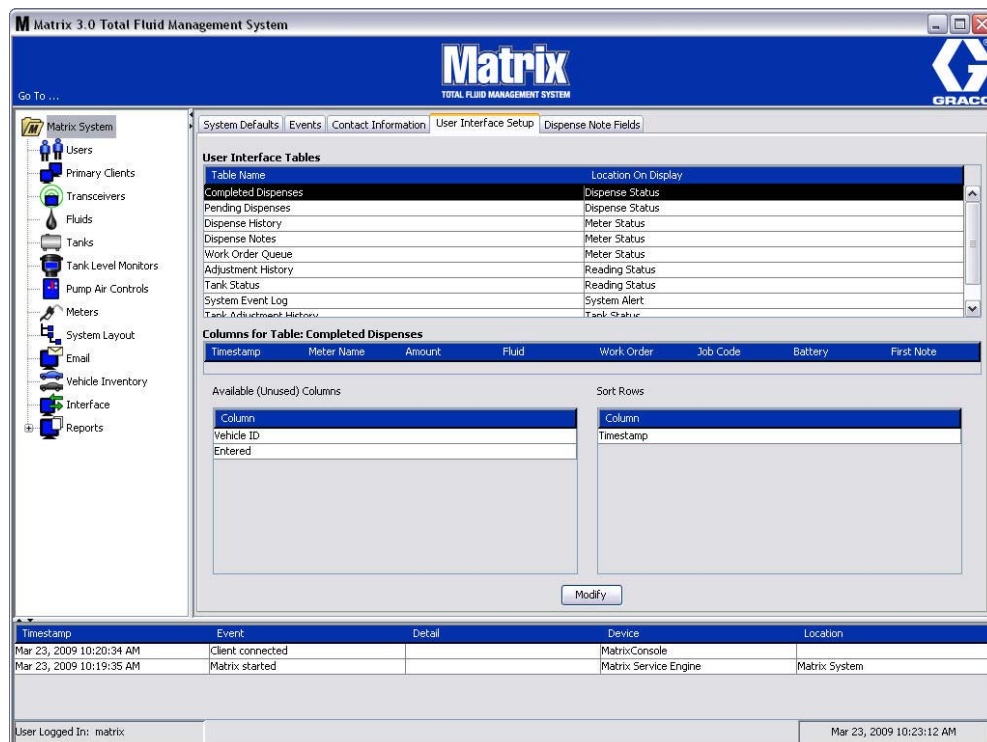 M Matrix 3.0 Total Fluid Management System
Matrix
TOTAL FLUID MANAGEMENT SYSTEM
Go To ...
GRACO
Matrix System
Users
Primary Clients
Transceivers
Fluids
Tanks
Tank Level Monitors
Pump Air Controls
Meters
System Layout
Email
Vehicle Inventory
Interface
Reports
System Defaults Events Contact Information User Interface Setup Dispense Note Fields
User Interface Tables
Table Name Location On Display
Completed Dispenses Dispense Status
Pending Dispenses Dispense Status
Dispense History Meter Status
Dispense Notes Meter Status
Work Order Queue Meter Status
Adjustment History Reading Status
Tank Status Reading Status
System Event Log System Alert
Tank Adjustment History Tank Status
Columns for Table: Completed Dispenses
Timestamp Meter Name Amount Fluid Work Order Job Code Battery First Note
Available (Unused) Columns
Column
Vehicle ID
Entered
Sort Rows
Column
Timestamp
Modify
Timestamp Event Detail Device Location
Mar 23, 2009 10:20:34 AM Client connected MatrixConsole
Mar 23, 2009 10:19:35 AM Matrix started Matrix Service Engine Matrix System
User Logged In: matrix
Mar 23, 2009 10:23:12 AM